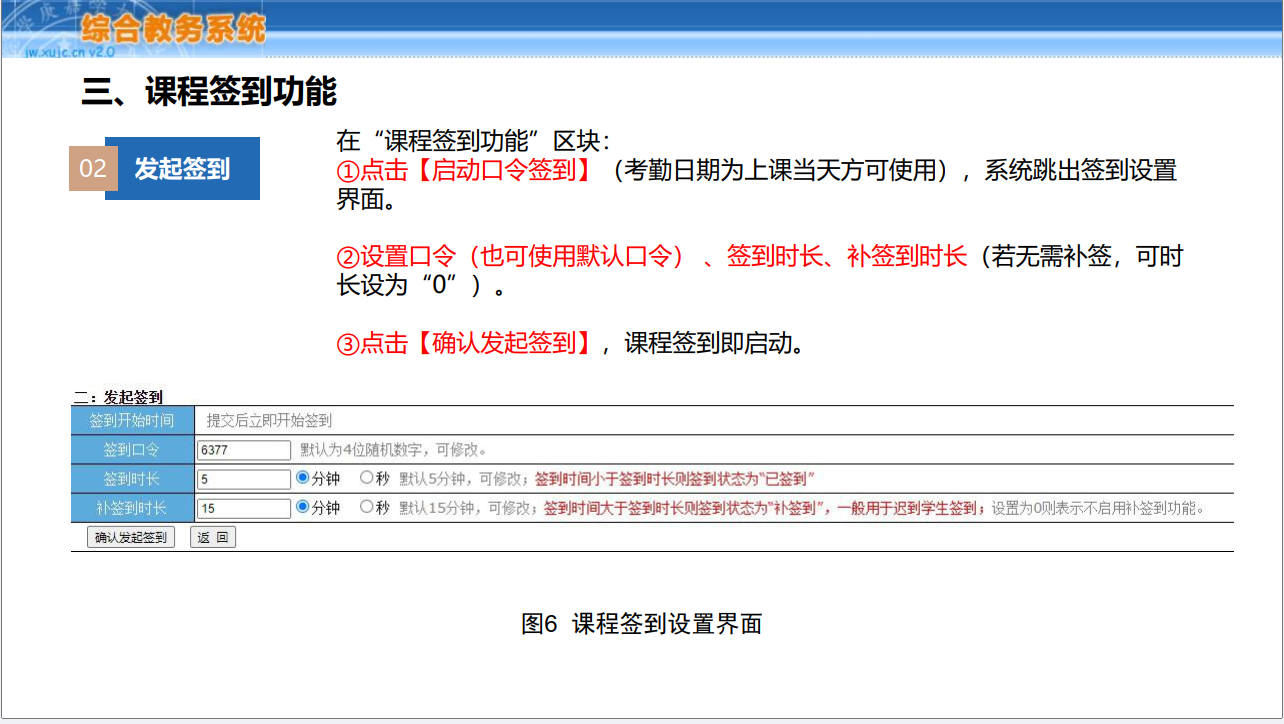 综合教务系统
jw.xujc.cn v2.0
三、课程签到功能
02 发起签到
在“课程签到功能”区块：
①点击【启动口令签到】（考勤日期为上课当天方可使用），系统跳出签到设置
界面。
②设置口令（也可使用默认口令）、签到时长、补签到时长（若无需补签，可时
长设为“0”）。
③点击【确认发起签到】，课程签到即启动。
二：发起签到
签到开始时间 提交后立即开始签到
签到口令 6377 默认为4位随机数字，可修改。
签到时长 5 分钟 秒 默认5分钟，可修改；签到时间小于签到时长则签到状态为“已签到”
补签到时长 15 分钟 秒 默认15分钟，可修改；签到时间大于签到时长则签到状态为“补签到”，一般用于迟到学生签到；设置为0则表示不启用补签到功能。
确认发起签到 返 回
图6 课程签到设置界面